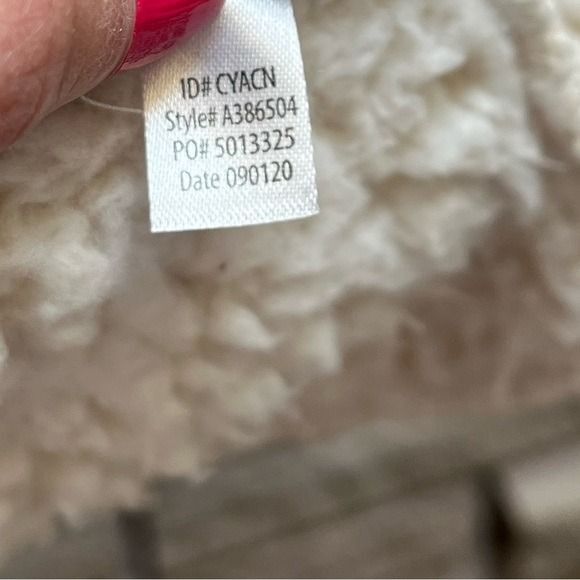 ID# CYACN
Style# A386504
PO# 5013325
Date 090120